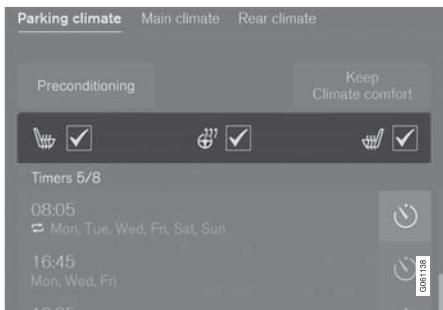 Parking climate Main climate Rear climate
Preconditioning
Keep
Climate comfort
Timers 5/8
08:05
Mon, Tue, Wed, Fri, Sat, Sun
16:45
Mon, Wed, Fri
G061138